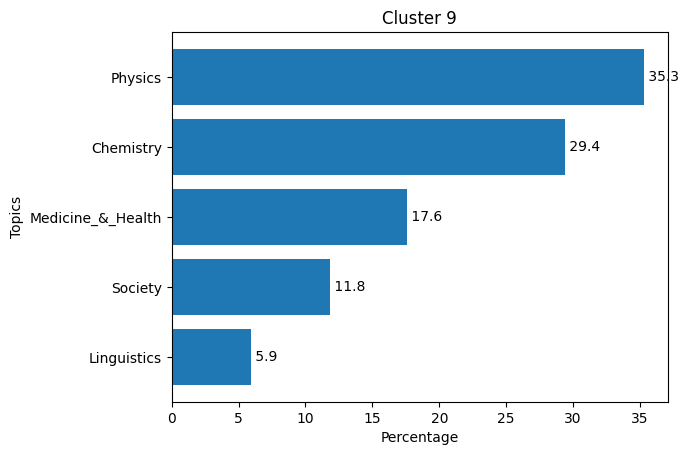 Cluster 9
Physics
35.3
Chemistry
29.4
Medicine_&_Health
17.6
Society
11.8
Linguistics
5.9
Topics
0 5 10 15 20 25 30 35
Percentage